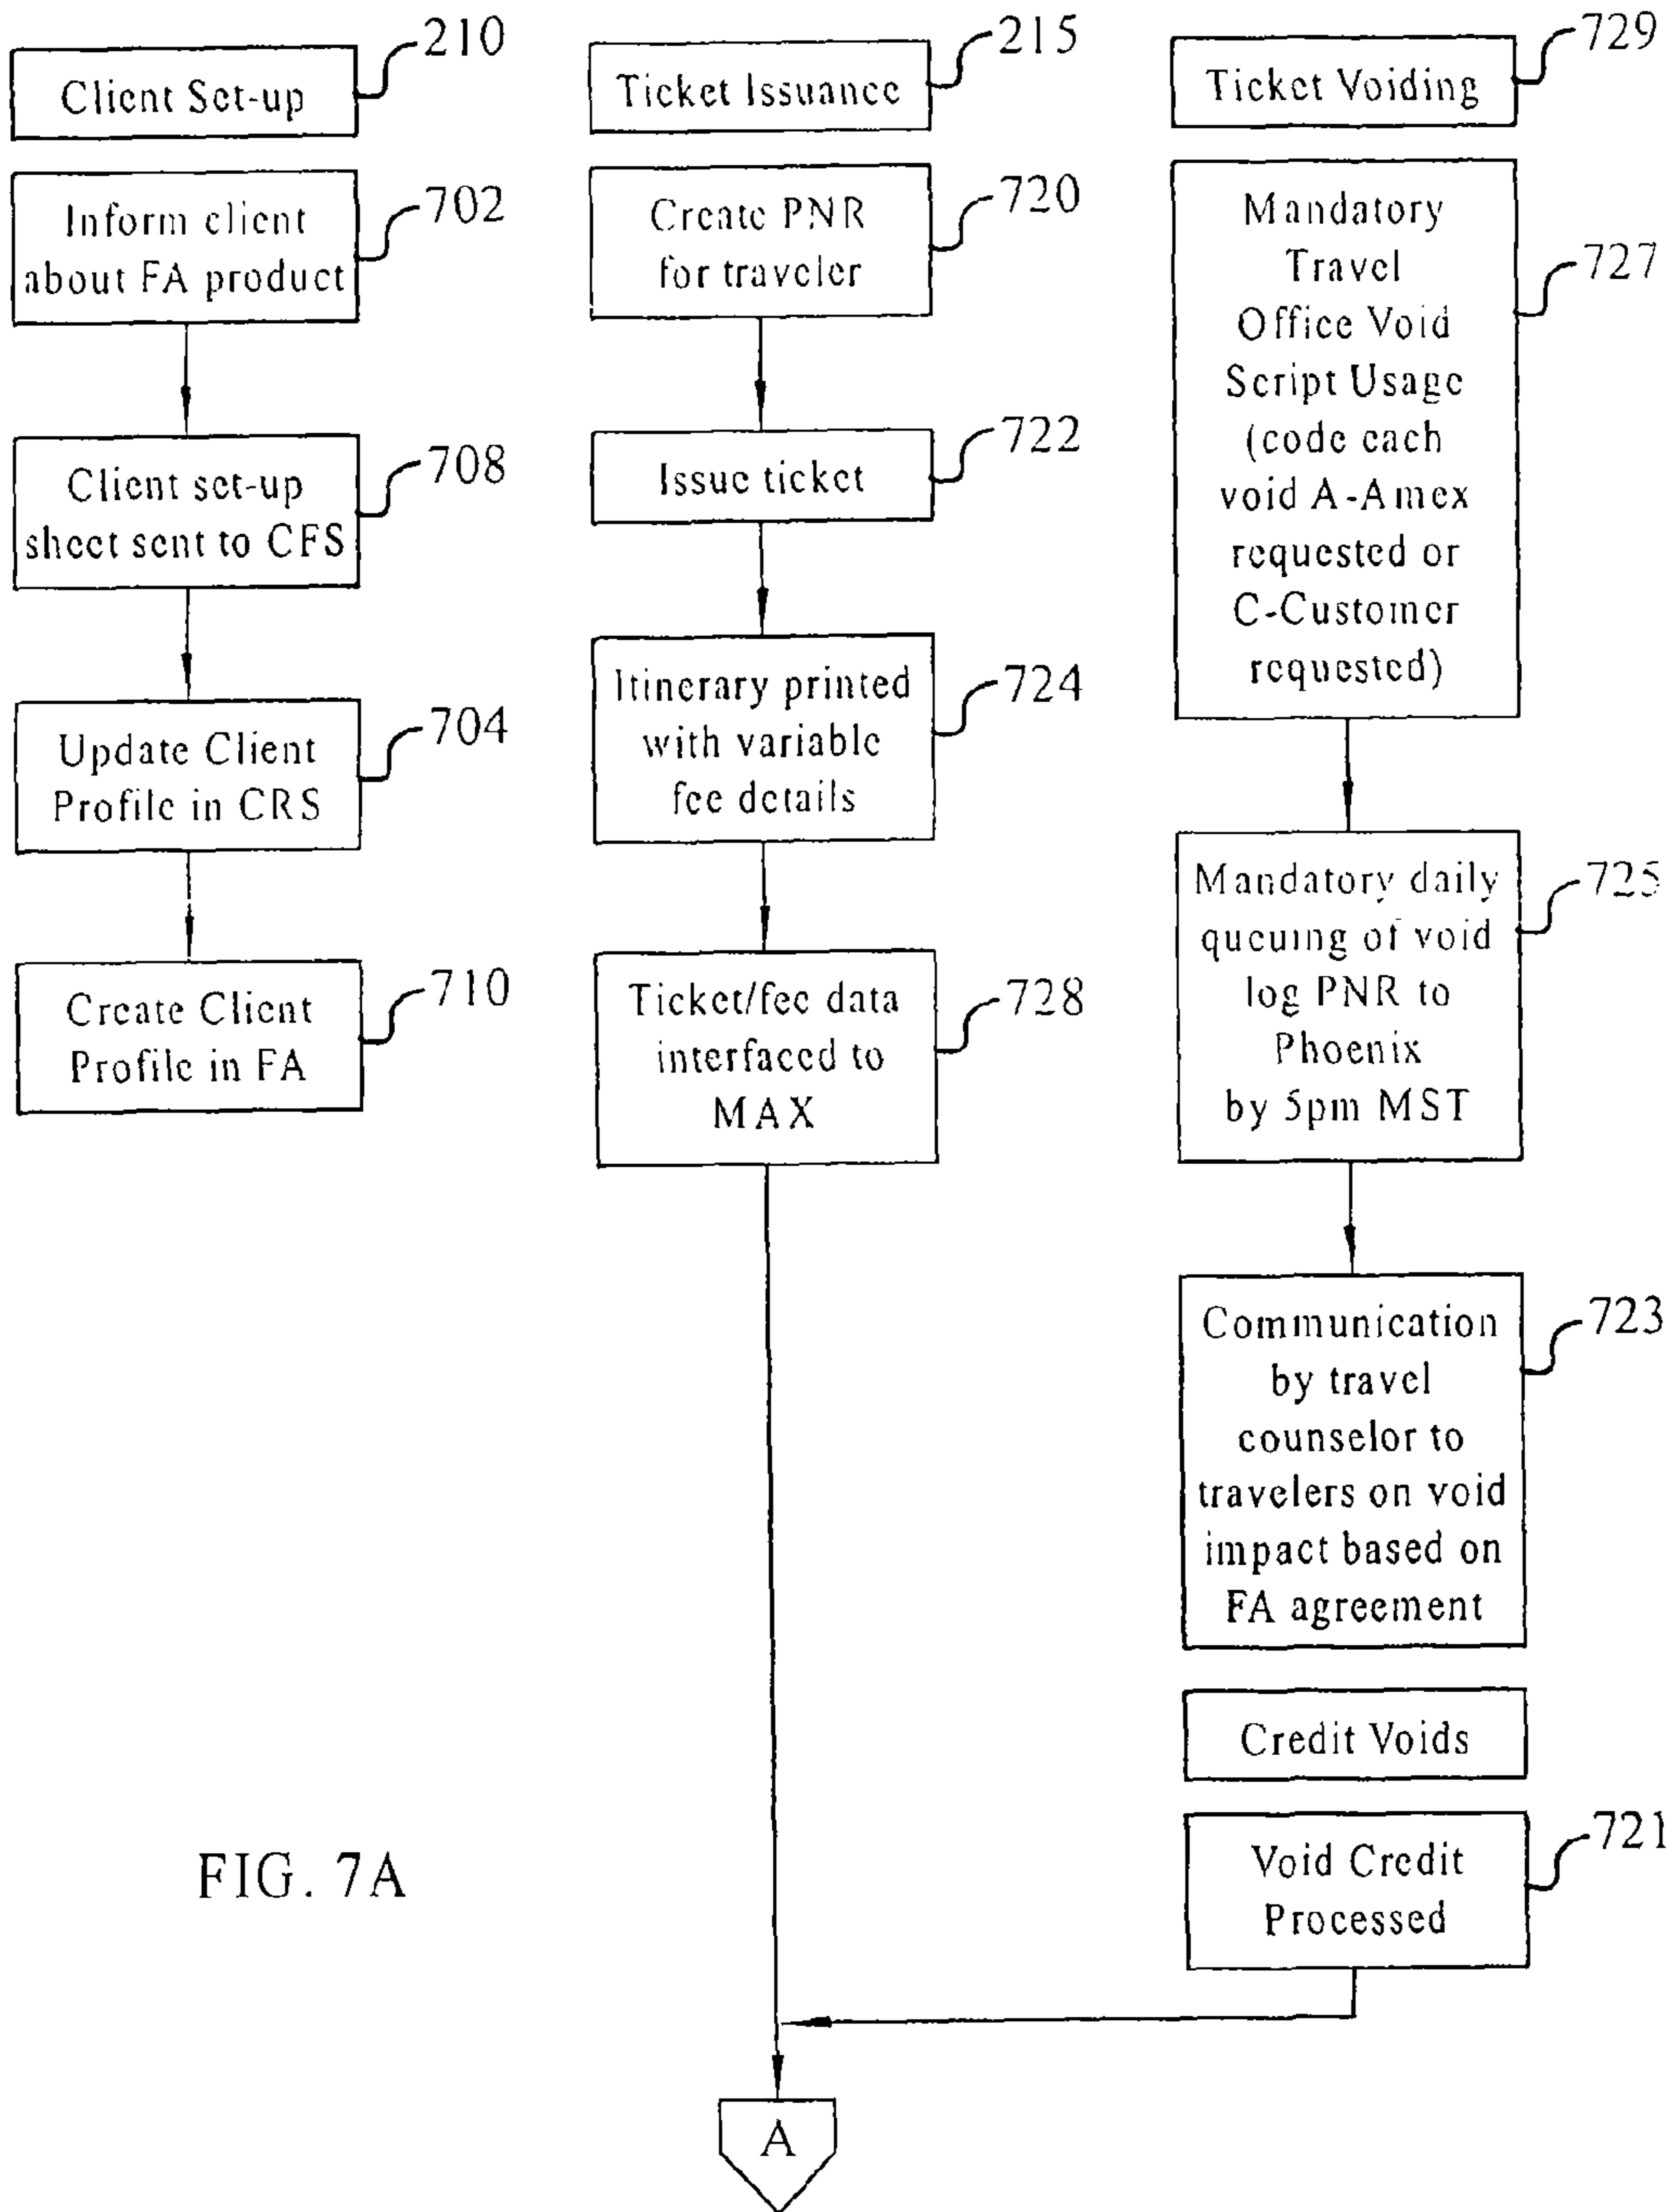 Client Set-up
210
Inform client
about FA product
702
Client set-up
sheet sent to CFS
708
Update Client
Profile in CRS
704
Create Client
Profile in FA
710
Ticket Issuance
215
Create PNR
for traveler
720
Issue ticket
722
Itinerary printed
with variable
fee details
724
Ticket/fee data
interfaced to
MAX
728
Ticket Voiding
729
Mandatory
Travel
Office Void
Script Usage
(code each
void A-Amex
requested or
C-Customer
requested)
727
Mandatory daily
queuing of void
log PNR to
Phoenix
by 5pm MST
725
Communication
by travel
counselor to
travelers on void
impact based on
FA agreement
723
Credit Voids
Void Credit
Processed
721
A
FIG. 7A